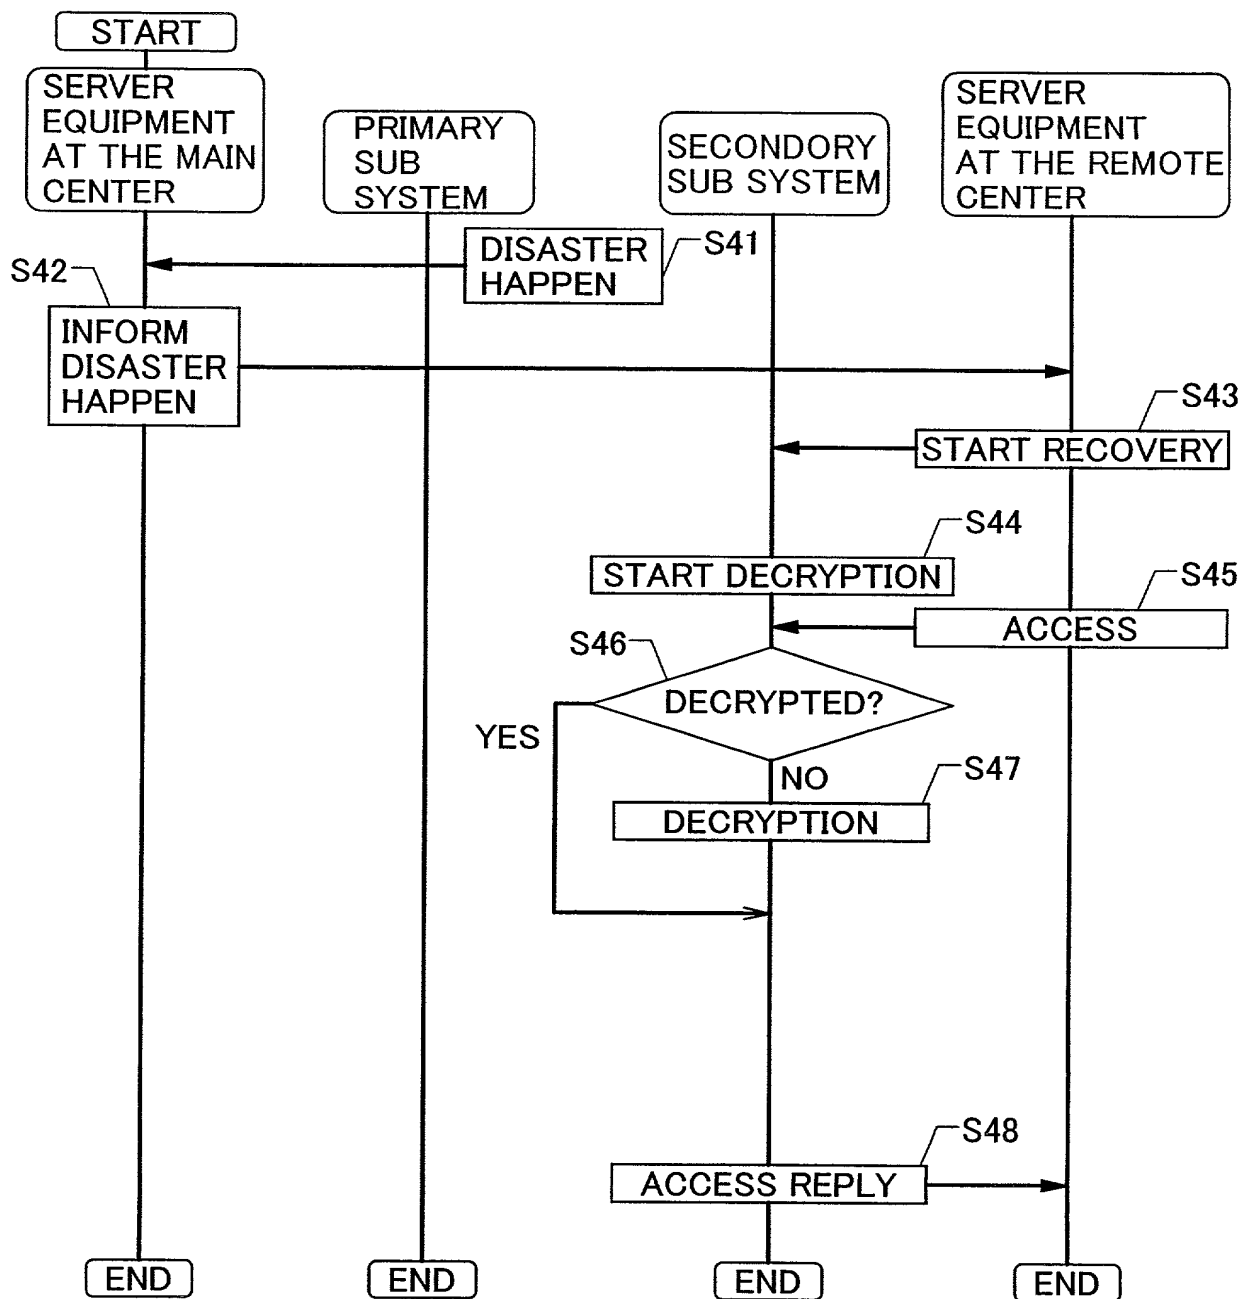 START
SERVER
EQUIPMENT
AT THE MAIN
CENTER
PRIMARY
SUB
SYSTEM
SECONDORY
SUB SYSTEM
SERVER
EQUIPMENT
AT THE REMOTE
CENTER
DISASTER
HAPPEN
S41
S42
INFORM
DISASTER
HAPPEN
S43
START RECOVERY
S44
START DECRYPTION
S45
ACCESS
S46
DECRYPTED?
YES
NO
S47
DECRYPTION
S48
ACCESS REPLY
END
END
END
END